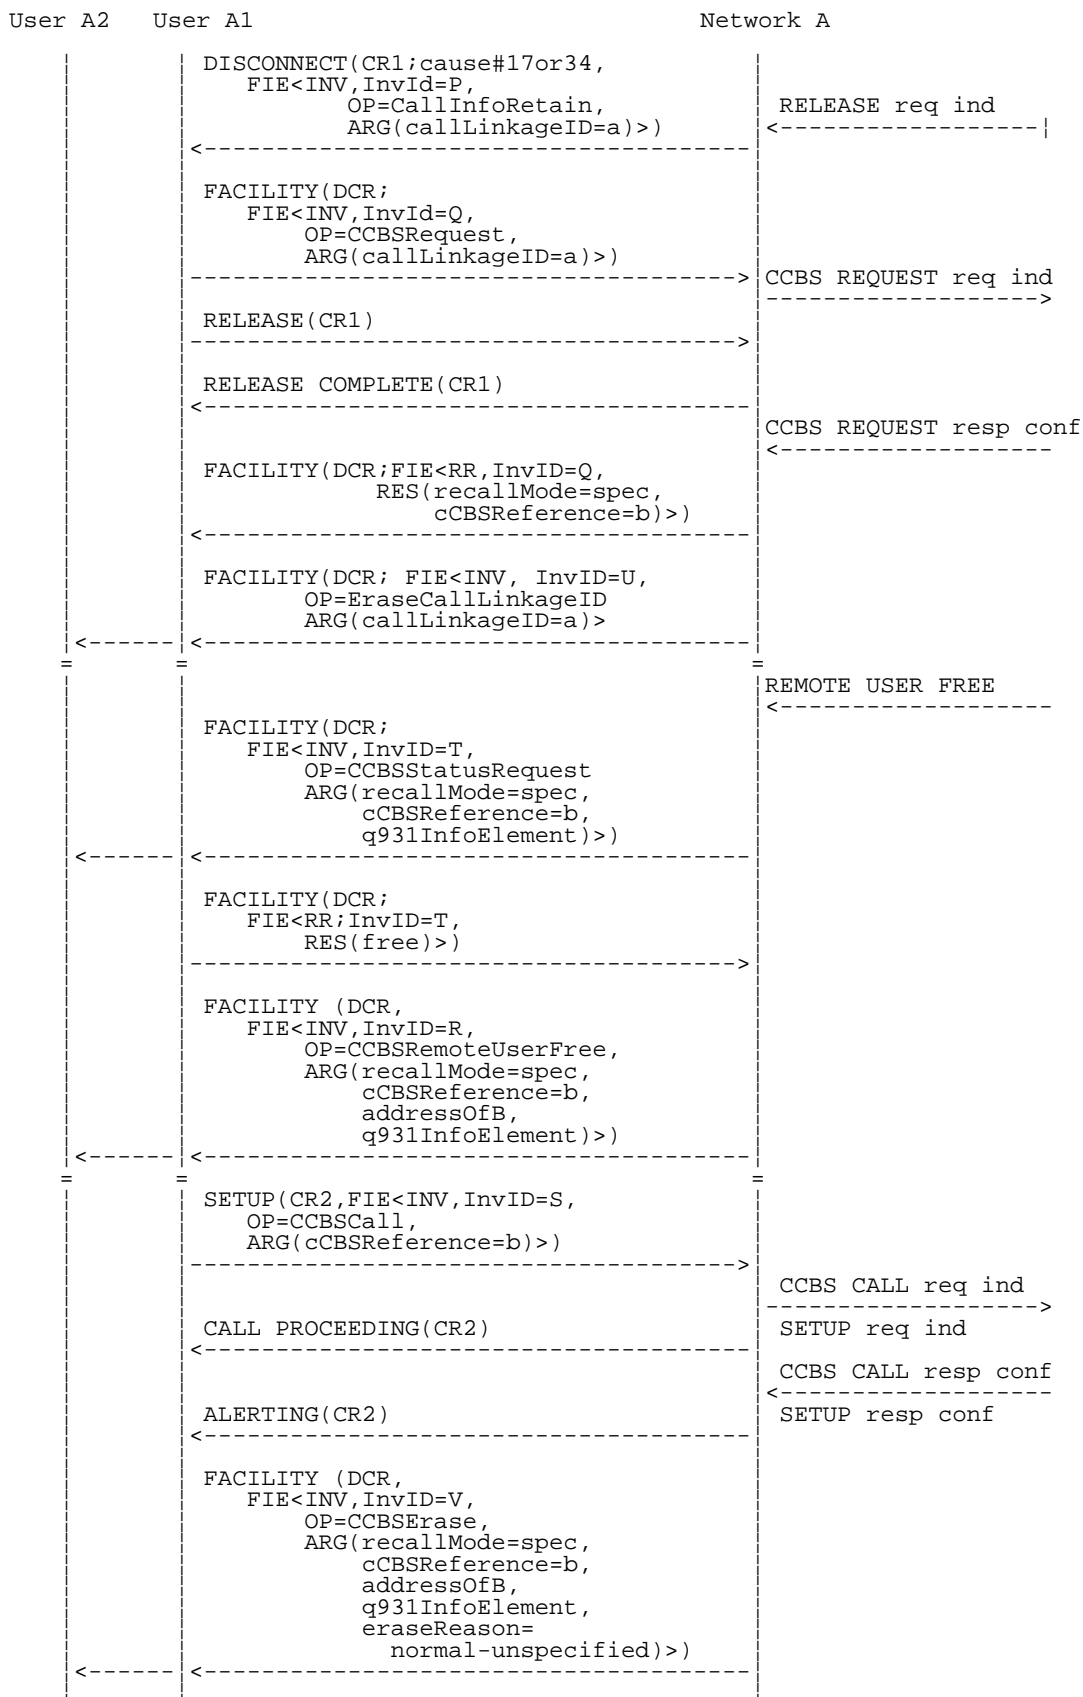 User A2 User A1 Network A
DISCONNECT(CR1;cause#17or34,
FIE<INV,InvId=P,
OP=CallInfoRetain, RELEASE req ind
ARG(callLinkageID=a)>)
FACILITY(DCR;
FIE<INV,InvId=Q,
OP=CCBSRequest,
ARG(callLinkageID=a)>)
CCBS REQUEST req ind
RELEASE(CR1)
RELEASE COMPLETE(CR1)
CCBS REQUEST resp conf
FACILITY(DCR;FIE<RR,InvID=Q,
RES(recallMode=spec,
cCBSReference=b)>)
FACILITY(DCR; FIE<INV, InvID=U,
OP=EraseCallLinkageID
ARG(callLinkageID=a)>
REMOTE USER FREE
FACILITY(DCR;
FIE<INV,InvID=T,
OP=CCBSStatusRequest
ARG(recallMode=spec,
cCBSReference=b,
q931InfoElement)>)
FACILITY(DCR;
FIE<RR;InvID=T,
RES(free)>)
FACILITY (DCR,
FIE<INV,InvID=R,
OP=CCBSRemoteUserFree,
ARG(recallMode=spec,
cCBSReference=b,
addressOfB,
q931InfoElement)>)
SETUP(CR2,FIE<INV,InvID=S,
OP=CCBSCall,
ARG(cCBSReference=b)>)
CCBS CALL req ind
CALL PROCEEDING(CR2) SETUP req ind
CCBS CALL resp conf
ALERTING(CR2) SETUP resp conf
FACILITY (DCR,
FIE<INV,InvID=V,
OP=CCBSErase,
ARG(recallMode=spec,
cCBSReference=b,
addressOfB,
q931InfoElement,
eraseReason=
normal-unspecified)>)